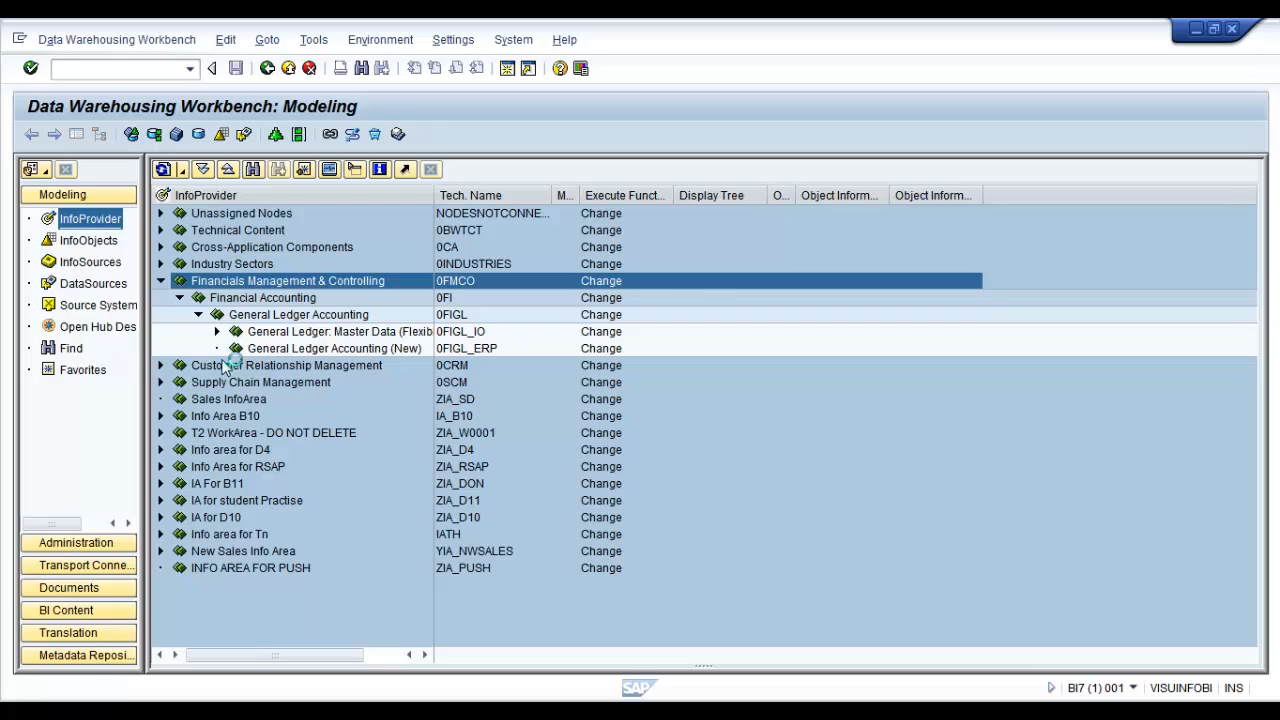 Data Warehousing Workbench Edit Goto Tools Environment Settings System Help
Data Warehousing Workbench: Modeling
Modeling
InfoProvider
InfoObjects
InfoSources
DataSources
Source System
Open Hub Des
Find
Favorites
Administration
Transport Conne...
Documents
BI Content
Translation
Metadata Reposi...
InfoProvider Tech. Name M... Execute Funct... Display Tree O... Object Inform... Object Inform...
Unassigned Nodes NODESNOTCONNE... Change
Technical Content 0BWTCT Change
Cross-Application Components 0CA Change
Industry Sectors 0INDUSTRIES Change
Financials Management & Controlling 0FMCO Change
Financial Accounting 0FI Change
General Ledger Accounting 0FIGL Change
General Ledger: Master Data (Flexib 0FIGL_IO Change
General Ledger Accounting (New) 0FIGL_ERP Change
Customer Relationship Management 0CRM Change
Supply Chain Management 0SCM Change
Sales InfoArea ZIA_SD Change
Info Area B10 IA_B10 Change
T2 WorkArea - DO NOT DELETE ZIA_W0001 Change
Info area for D4 ZIA_D4 Change
Info Area for RSAP ZIA_RSAP Change
IA For B11 ZIA_DON Change
IA for student Practise ZIA_D11 Change
IA for D10 ZIA_D10 Change
Info area for Tn IATH Change
New Sales Info Area YIA_NWSALES Change
INFO AREA FOR PUSH ZIA_PUSH Change
SAP BI7 (1) 001 VISUINFOBI INS